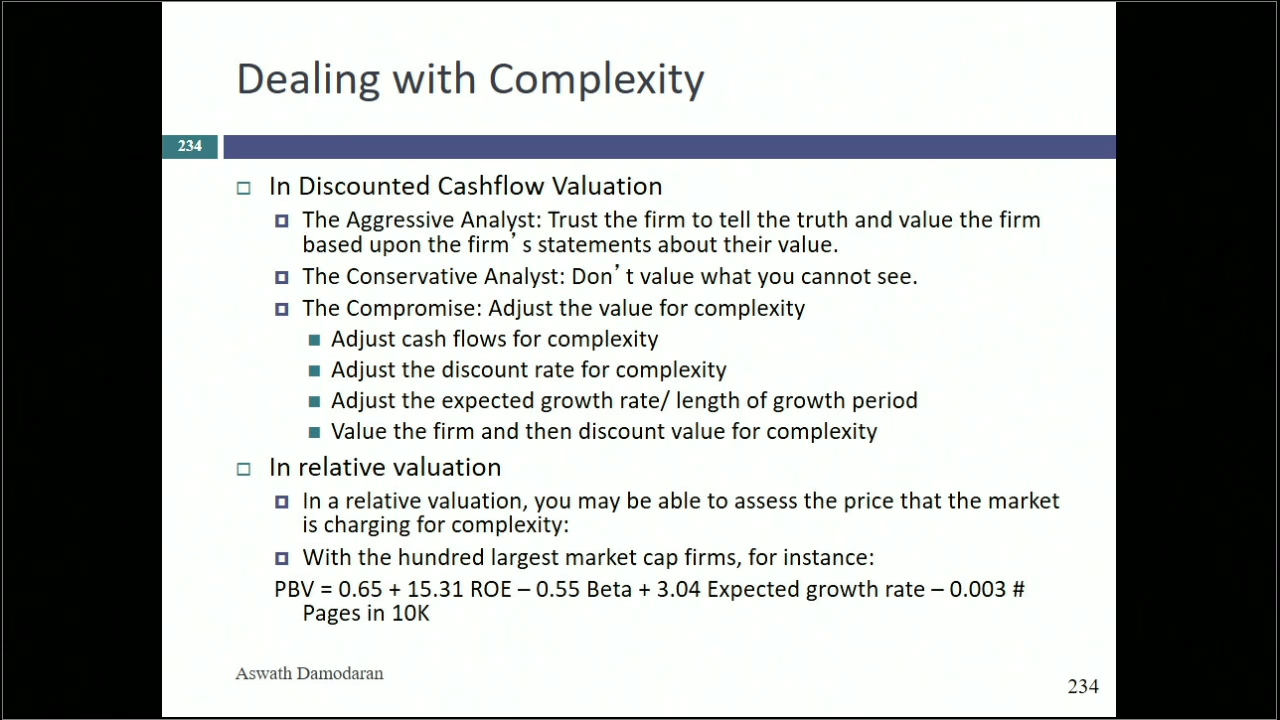 Dealing with Complexity
234
In Discounted Cashflow Valuation
The Aggressive Analyst: Trust the firm to tell the truth and value the firm
based upon the firm’ s statements about their value.
The Conservative Analyst: Don’ t value what you cannot see.
The Compromise: Adjust the value for complexity
Adjust cash flows for complexity
Adjust the discount rate for complexity
Adjust the expected growth rate/ length of growth period
Value the firm and then discount value for complexity
In relative valuation
In a relative valuation, you may be able to assess the price that the market
is charging for complexity:
With the hundred largest market cap firms, for instance:
PBV = 0.65 + 15.31 ROE – 0.55 Beta + 3.04 Expected growth rate – 0.003 #
Pages in 10K
Aswath Damodaran
234